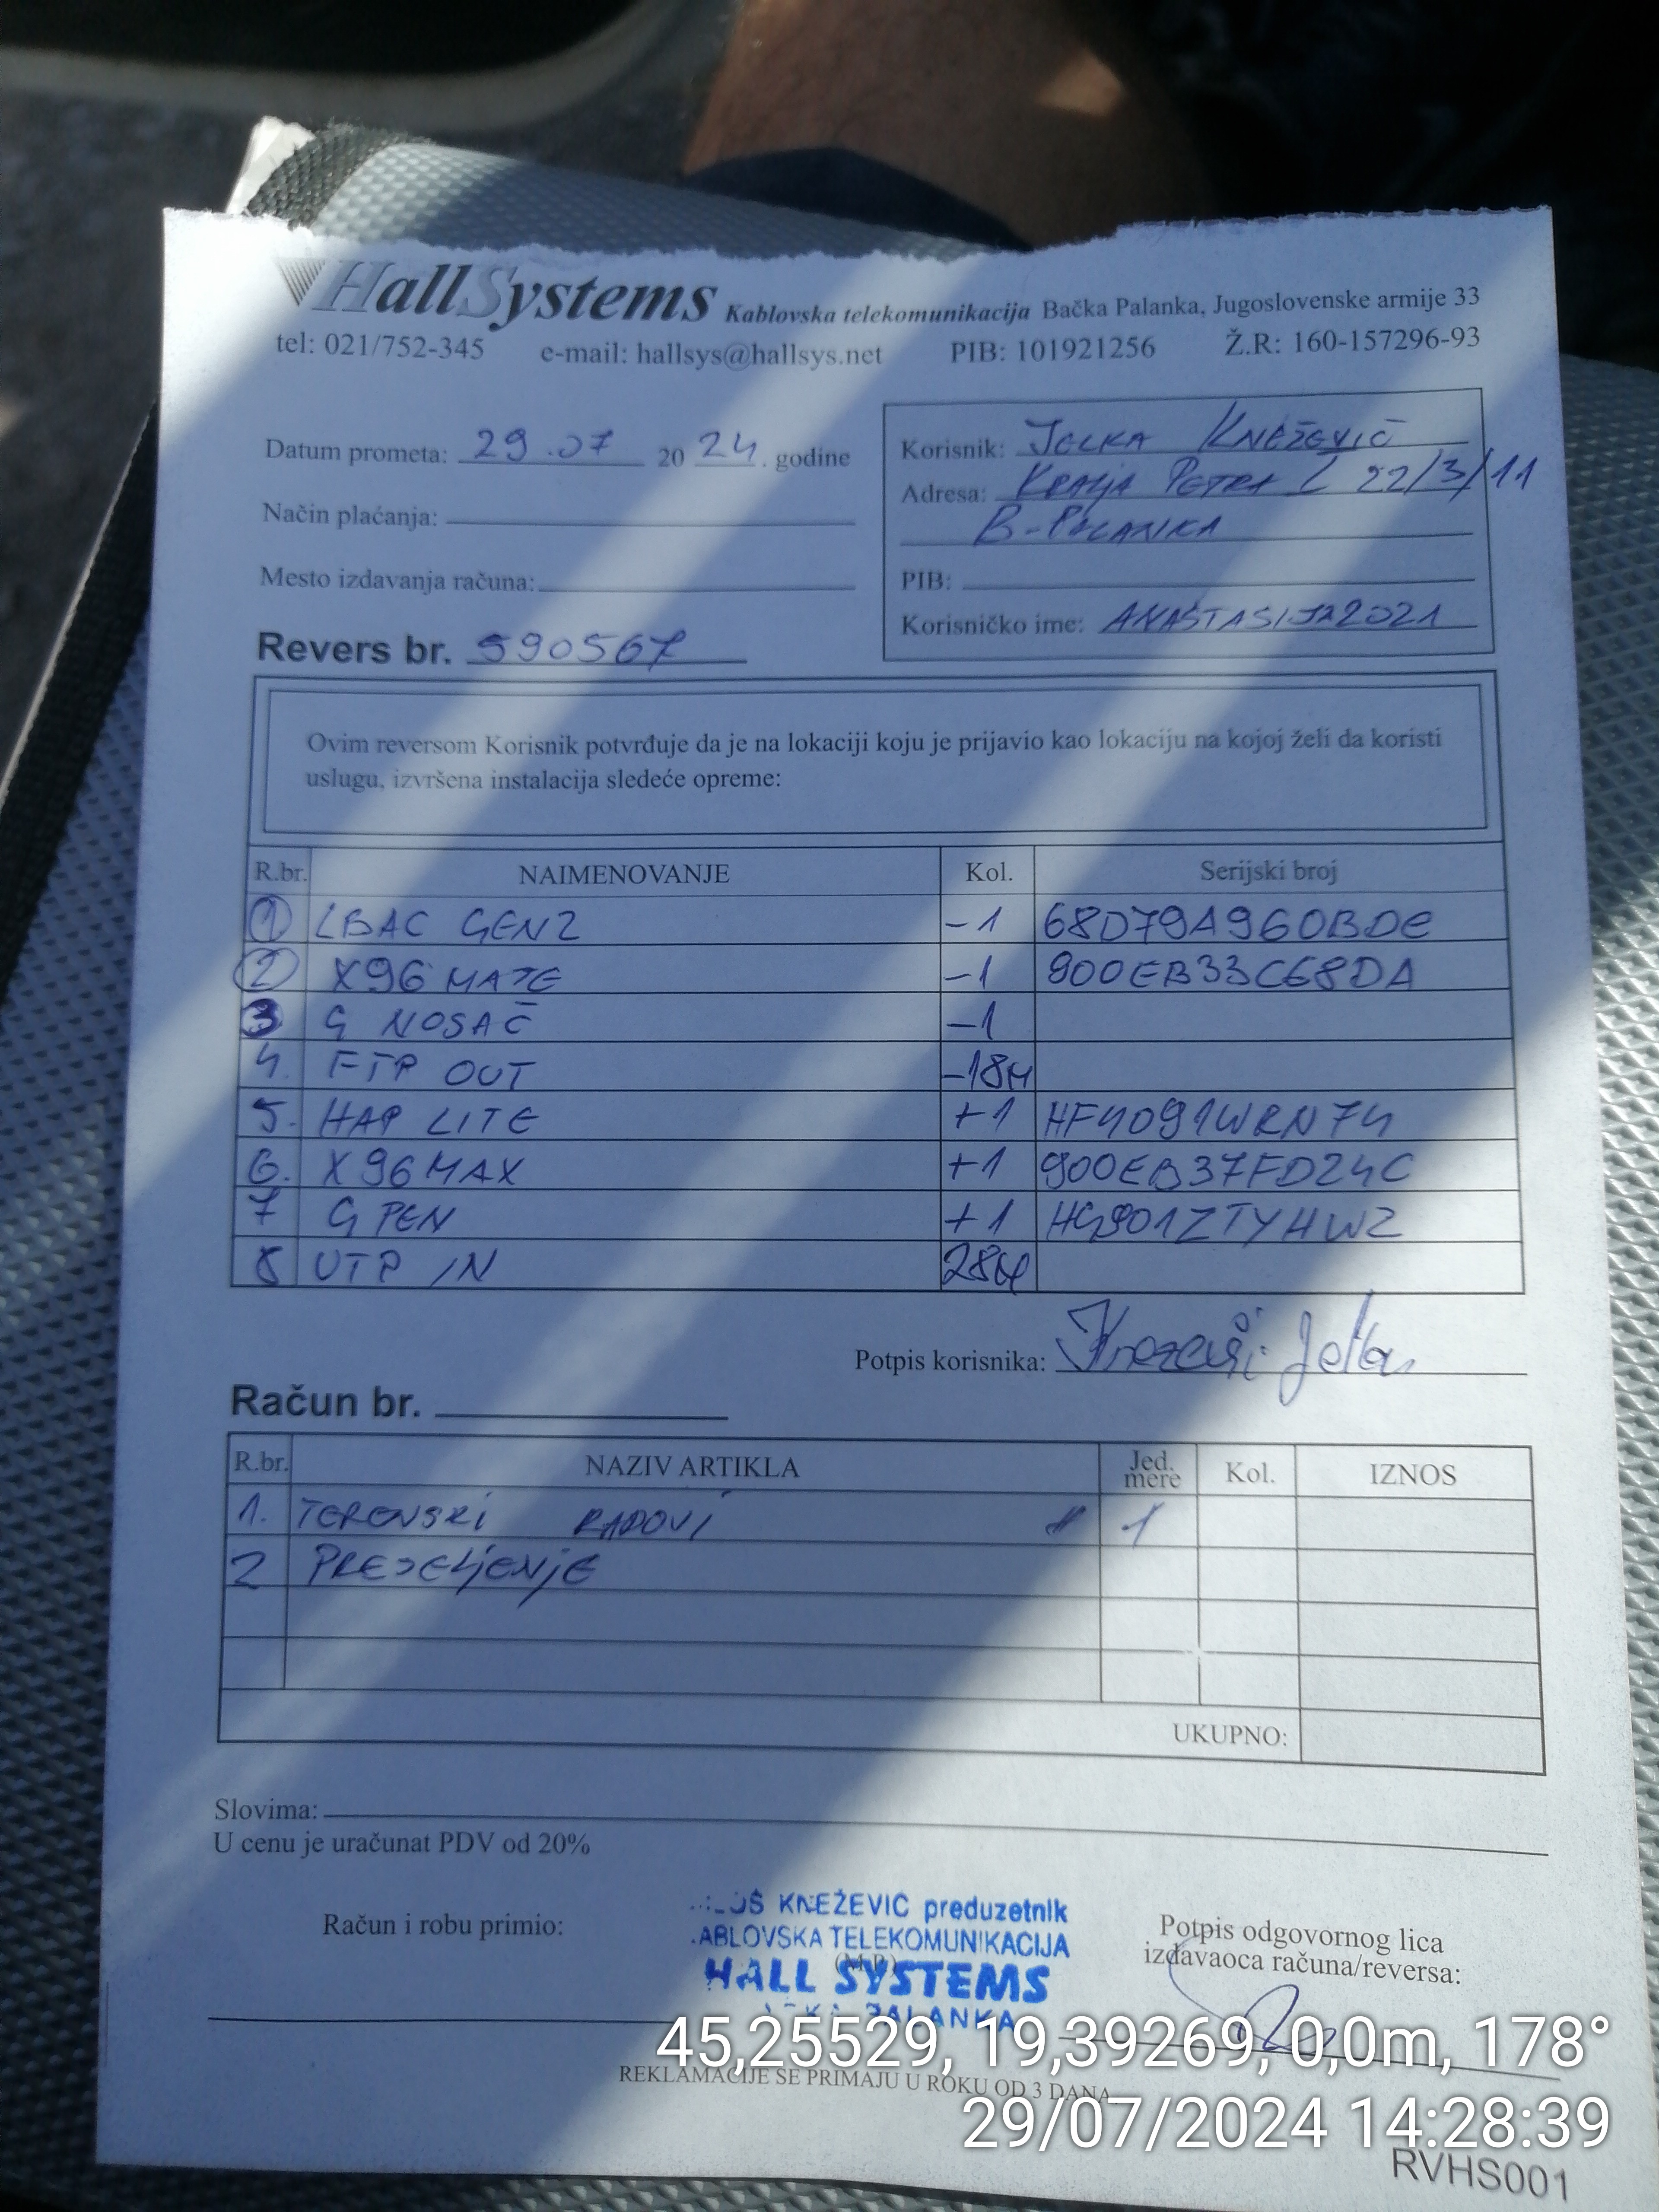 HallSystems Kablovska telekomunikacija Bačka Palanka, Jugoslovenske armije 33
tel: 021/752-345 e-mail: hallsys@hallsys.net PIB: 101921256 Ž.R: 160-157296-93
Datum prometa: 29.07 2024. godine
Način plaćanja:
Mesto izdavanja računa:
Revers br. 590567
Korisnik: JELKA KNEŽEVIČ
Adresa: KRALJA PETRA I 22/3/11
B-PALANKA
PIB:
Korisničko ime: ANASTASIJA2021
Ovim reversom Korisnik potvrđuje da je na lokaciji koju je prijavio kao lokaciju na kojoj želi da koristi
uslugu, izvršena instalacija sledeće opreme:
R.br. NAIMENOVANJE Kol. Serijski broj
1 LBAC GEN2 -1 68D79A960BDE
2 X96 MATE -1 900EB33C68DA
3 G NOSAČ -1
4. FTP OUT -18M
5. HAP LITE +1 HF4091WRN74
6. X96MAX +1 900EB37FD24C
7 G PEN +1 HG901ZTYHWZ
8 UTP IN 28M
Potpis korisnika: Knežević Jelka
Račun br.
R.br. NAZIV ARTIKLA Jed. mere Kol. IZNOS
1. TERENSKI RADOVI 1
2 PRESELJENJE
UKUPNO:
Slovima:
U cenu je uračunat PDV od 20%
Račun i robu primio:
KNEŽEVIĆ preduzetnik
ABLOVSKA TELEKOMUNIKACIJA
(M.P.)
HALL SYSTEMS
PALANKA
Potpis odgovornog lica
izdavaoca računa/reversa:
REKLAMACIJE SE PRIMAJU U ROKU OD 3 DANA
45,25529, 19,39269, 0,0m, 178°
29/07/2024 14:28:39
RVHS001